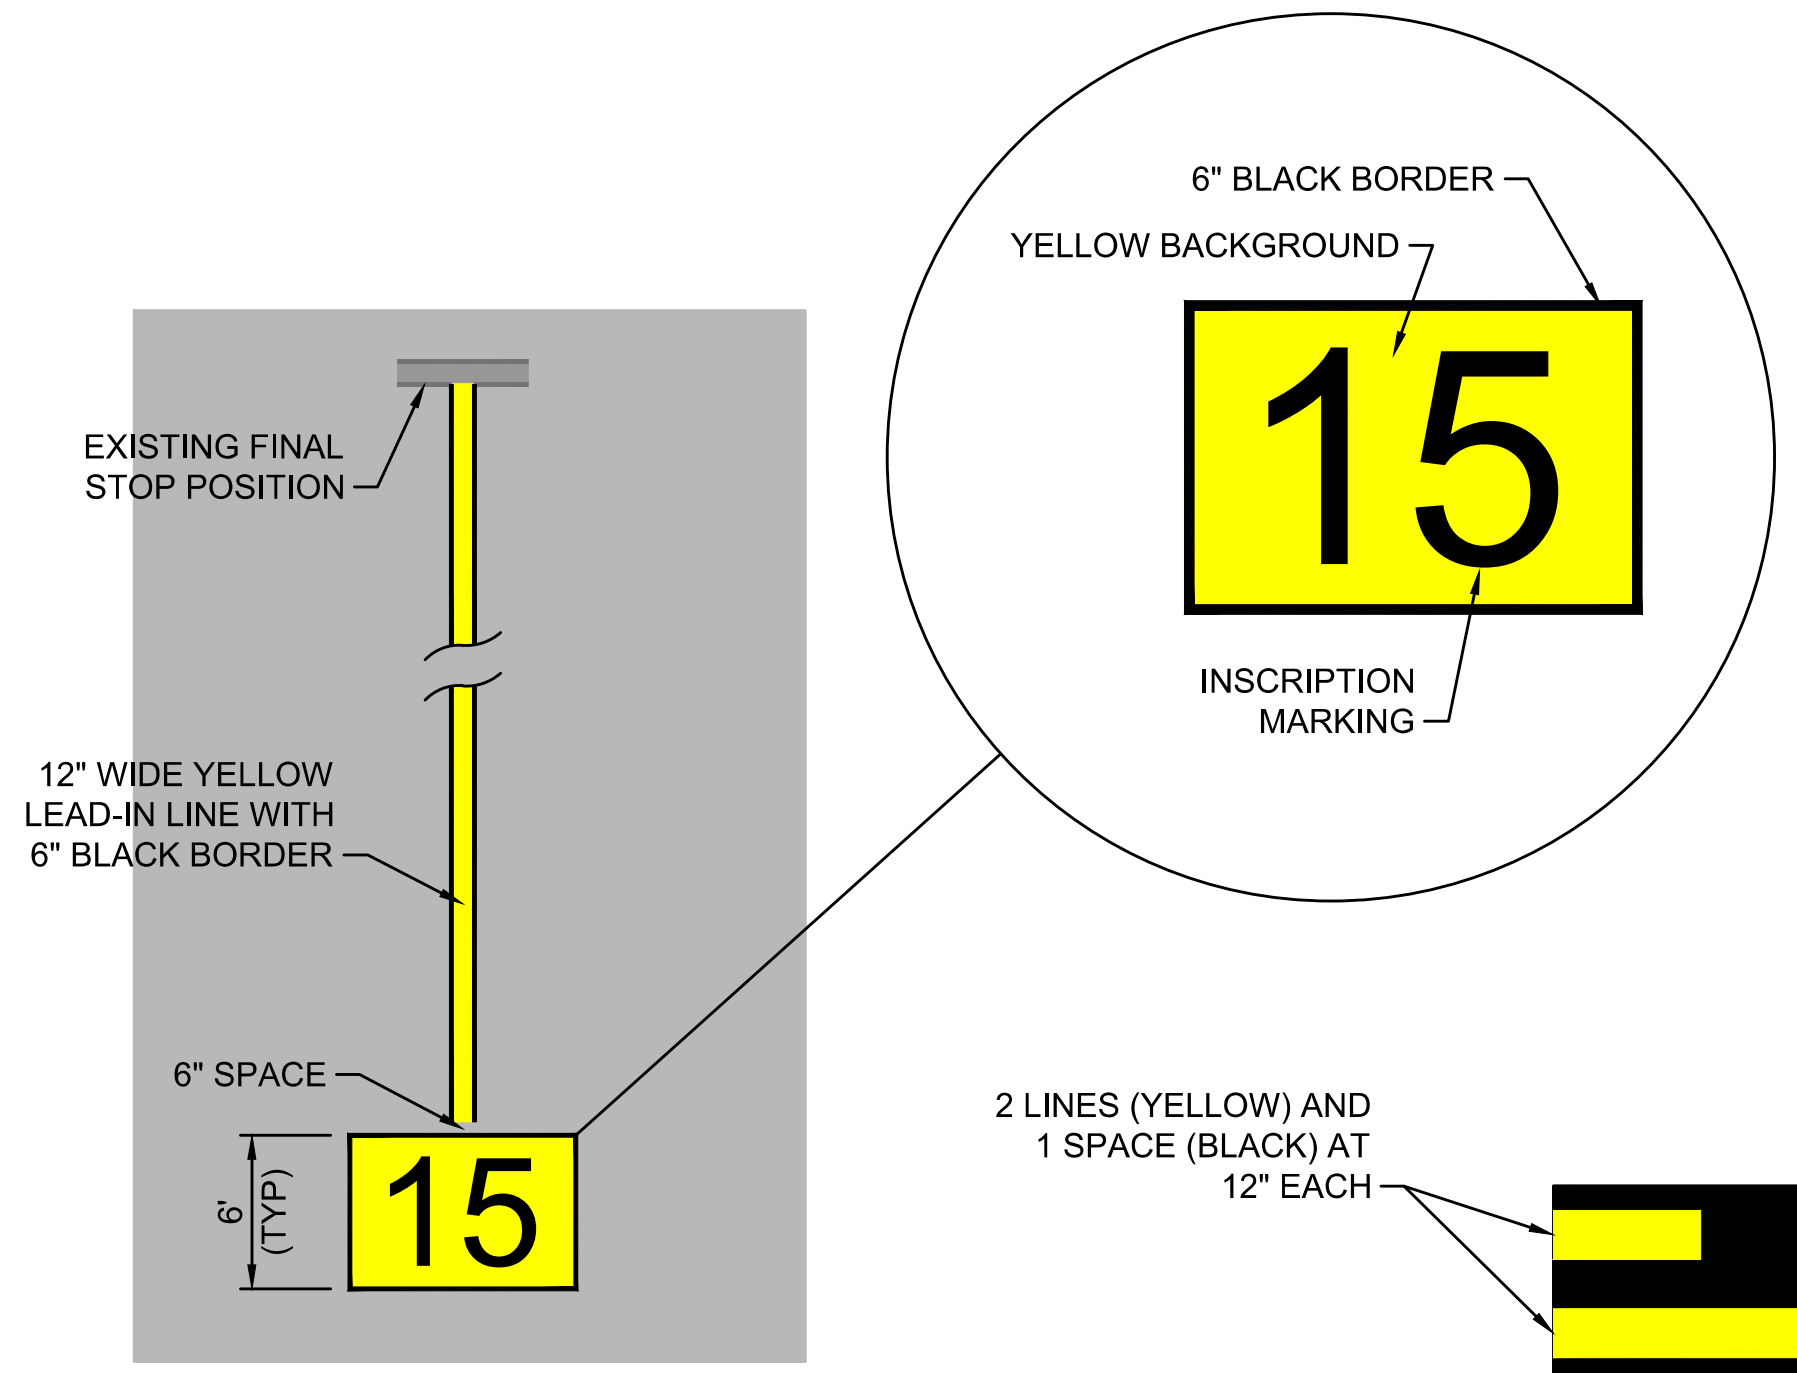 6" BLACK BORDER
YELLOW BACKGROUND
15
INSCRIPTION
MARKING
EXISTING FINAL
STOP POSITION
12" WIDE YELLOW
LEAD-IN LINE WITH
6" BLACK BORDER
6" SPACE
6'
(TYP)
15
2 LINES (YELLOW) AND
1 SPACE (BLACK) AT
12" EACH